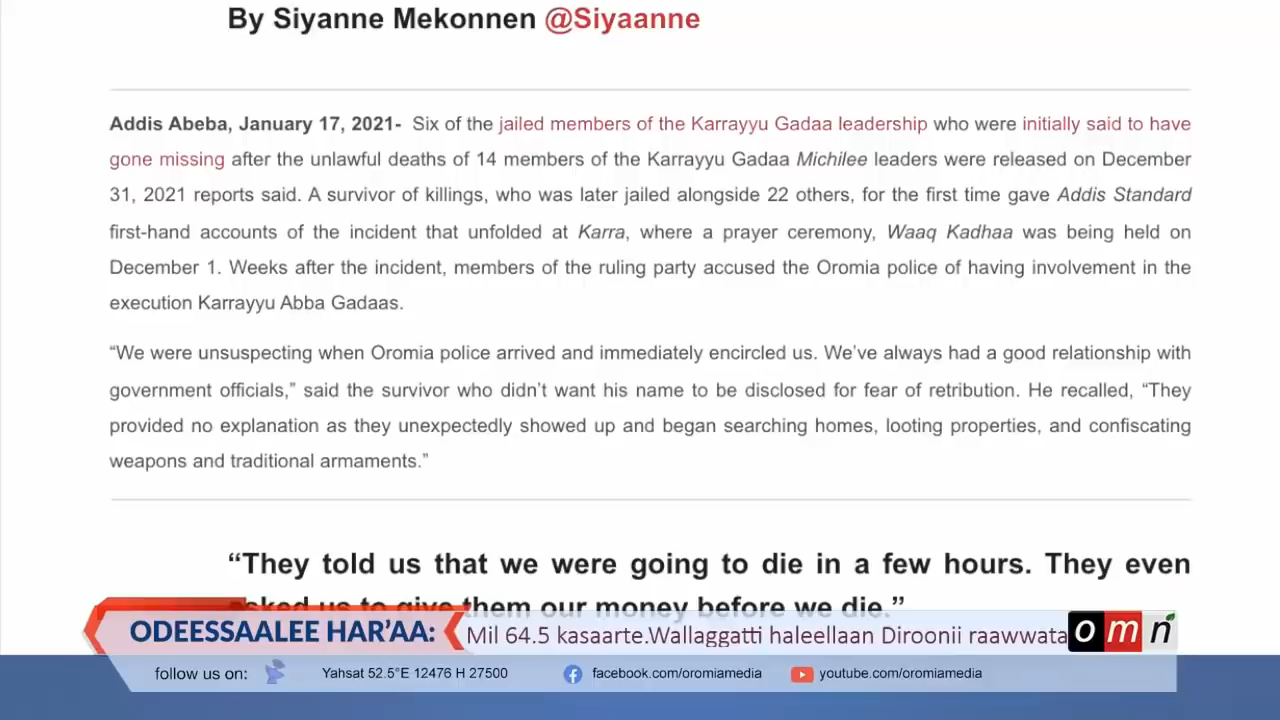 By Siyanne Mekonnen @Siyaanne
Addis Abeba, January 17, 2021- Six of the jailed members of the Karrayyu Gadaa leadership who were initially said to have
gone missing after the unlawful deaths of 14 members of the Karrayyu Gadaa Michilee leaders were released on December
31, 2021 reports said. A survivor of killings, who was later jailed alongside 22 others, for the first time gave Addis Standard
first-hand accounts of the incident that unfolded at Karra, where a prayer ceremony, Waaq Kadhaa was being held on
December 1. Weeks after the incident, members of the ruling party accused the Oromia police of having involvement in the
execution Karrayyu Abba Gadaas.
“We were unsuspecting when Oromia police arrived and immediately encircled us. We’ve always had a good relationship with
government officials,” said the survivor who didn’t want his name to be disclosed for fear of retribution. He recalled, “They
provided no explanation as they unexpectedly showed up and began searching homes, looting properties, and confiscating
weapons and traditional armaments.”
“They told us that we were going to die in a few hours. They even
asked us to give them our money before we die.”
ODEESSAALEE HAR’AA: Mil 64.5 kasaarte.Wallaggatti haleellaan Diroonii raawwata
omn
follow us on: Yahsat 52.5°E 12476 H 27500 facebook.com/oromiamedia youtube.com/oromiamedia